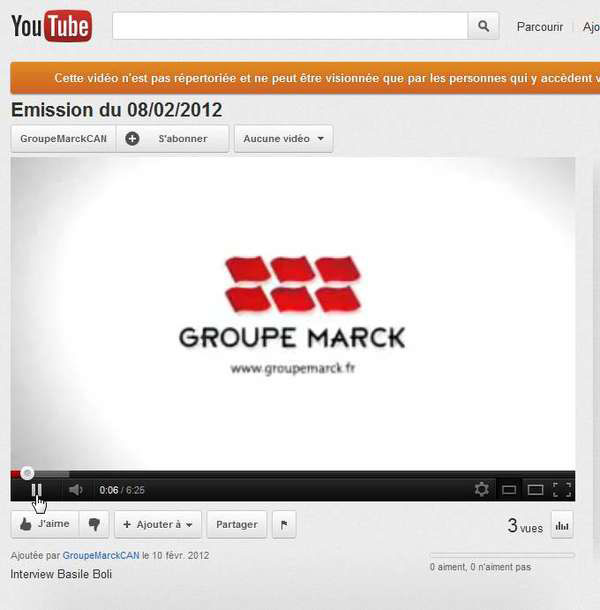 YouTube
Parcourir
Ajo
Cette vidéo n'est pas répertoriée et ne peut être visionnée que par les personnes qui y accèdent v
Emission du 08/02/2012
GroupeMarckCAN S'abonner Aucune vidéo
GROUPE MARCK
www.groupemarck.fr
0:06 / 6:25
J'aime + Ajouter à Partager 3 vues
Ajoutée par GroupeMarckCAN le 10 févr. 2012
0 aiment, 0 n'aiment pas
Interview Basile Boli